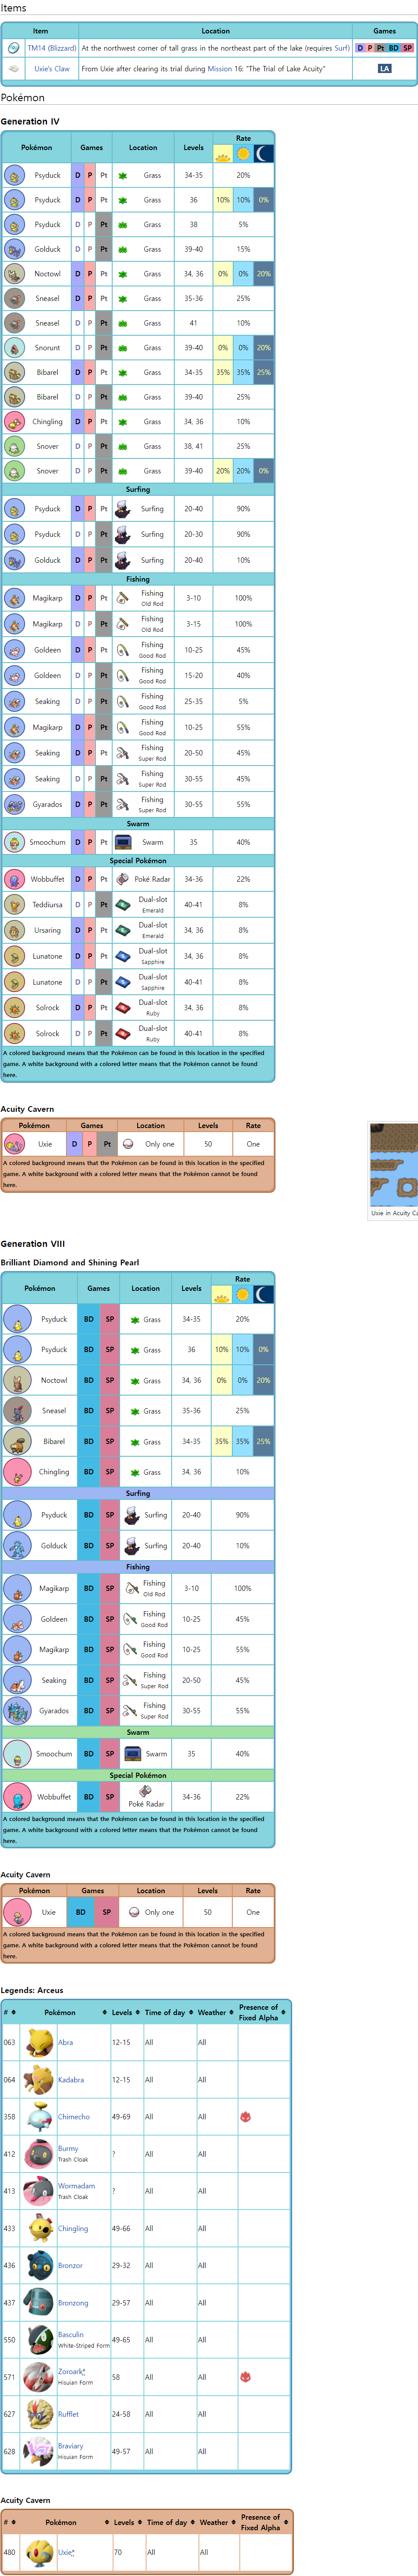 Items
Item Location Games
TM14 (Blizzard) At the northwest corner of tall grass in the northeast part of the lake (requires Surf) D P Pt BD SP
Uxie's Claw From Uxie after clearing its trial during Mission 16: "The Trial of Lake Acuity" LA
Pokémon
Generation IV
Pokémon Games Location Levels Rate
Psyduck D P Pt Grass 34-35 20%
Psyduck D P Pt Grass 36 10% 10% 0%
Psyduck D P Pt Grass 38 5%
Golduck D P Pt Grass 39-40 15%
Noctowl D P Pt Grass 34, 36 0% 0% 20%
Sneasel D P Pt Grass 35-36 25%
Sneasel D P Pt Grass 41 10%
Snorunt D P Pt Grass 39-40 0% 0% 20%
Bibarel D P Pt Grass 34-35 35% 35% 25%
Bibarel D P Pt Grass 39-40 25%
Chingling D P Pt Grass 34, 36 10%
Snover D P Pt Grass 38, 41 25%
Snover D P Pt Grass 39-40 20% 20% 0%
Surfing
Psyduck D P Pt Surfing 20-40 90%
Psyduck D P Pt Surfing 20-30 90%
Golduck D P Pt Surfing 20-40 10%
Fishing
Magikarp D P Pt Fishing Old Rod 3-10 100%
Magikarp D P Pt Fishing Old Rod 3-15 100%
Goldeen D P Pt Fishing Good Rod 10-25 45%
Goldeen D P Pt Fishing Good Rod 15-20 40%
Seaking D P Pt Fishing Good Rod 25-35 5%
Magikarp D P Pt Fishing Good Rod 10-25 55%
Seaking D P Pt Fishing Super Rod 20-50 45%
Seaking D P Pt Fishing Super Rod 30-55 45%
Gyarados D P Pt Fishing Super Rod 30-55 55%
Swarm
Smoochum D P Pt Swarm 35 40%
Special Pokémon
Wobbuffet D P Pt Poké Radar 34-36 22%
Teddiursa D P Pt Dual-slot Emerald 40-41 8%
Ursaring D P Pt Dual-slot Emerald 34, 36 8%
Lunatone D P Pt Dual-slot Sapphire 34, 36 8%
Lunatone D P Pt Dual-slot Sapphire 40-41 8%
Solrock D P Pt Dual-slot Ruby 34, 36 8%
Solrock D P Pt Dual-slot Ruby 40-41 8%
A colored background means that the Pokémon can be found in this location in the specified
game. A white background with a colored letter means that the Pokémon cannot be found
here.
Acuity Cavern
Pokémon Games Location Levels Rate
Uxie D P Pt Only one 50 One
A colored background means that the Pokémon can be found in this location in the specified
game. A white background with a colored letter means that the Pokémon cannot be found
here.
Uxie in Acuity Ca
Generation VIII
Brilliant Diamond and Shining Pearl
Pokémon Games Location Levels Rate
Psyduck BD SP Grass 34-35 20%
Psyduck BD SP Grass 36 10% 10% 0%
Noctowl BD SP Grass 34, 36 0% 0% 20%
Sneasel BD SP Grass 35-36 25%
Bibarel BD SP Grass 34-35 35% 35% 25%
Chingling BD SP Grass 34, 36 10%
Surfing
Psyduck BD SP Surfing 20-40 90%
Golduck BD SP Surfing 20-40 10%
Fishing
Magikarp BD SP Fishing Old Rod 3-10 100%
Goldeen BD SP Fishing Good Rod 10-25 45%
Magikarp BD SP Fishing Good Rod 10-25 55%
Seaking BD SP Fishing Super Rod 20-50 45%
Gyarados BD SP Fishing Super Rod 30-55 55%
Swarm
Smoochum BD SP Swarm 35 40%
Special Pokémon
Wobbuffet BD SP Poké Radar 34-36 22%
A colored background means that the Pokémon can be found in this location in the specified
game. A white background with a colored letter means that the Pokémon cannot be found
here.
Acuity Cavern
Pokémon Games Location Levels Rate
Uxie BD SP Only one 50 One
A colored background means that the Pokémon can be found in this location in the specified
game. A white background with a colored letter means that the Pokémon cannot be found
here.
Legends: Arceus
# Pokémon Levels Time of day Weather Presence of Fixed Alpha
063 Abra 12-15 All All
064 Kadabra 12-15 All All
358 Chimecho 49-69 All All
412 Burmy Trash Cloak ? All All
413 Wormadam Trash Cloak ? All All
433 Chingling 49-66 All All
436 Bronzor 29-32 All All
437 Bronzong 29-57 All All
550 Basculin White-Striped Form 49-65 All All
571 Zoroark* Hisuian Form 58 All All
627 Rufflet 24-58 All All
628 Braviary Hisuian Form 49-57 All All
Acuity Cavern
# Pokémon Levels Time of day Weather Presence of Fixed Alpha
480 Uxie* 70 All All